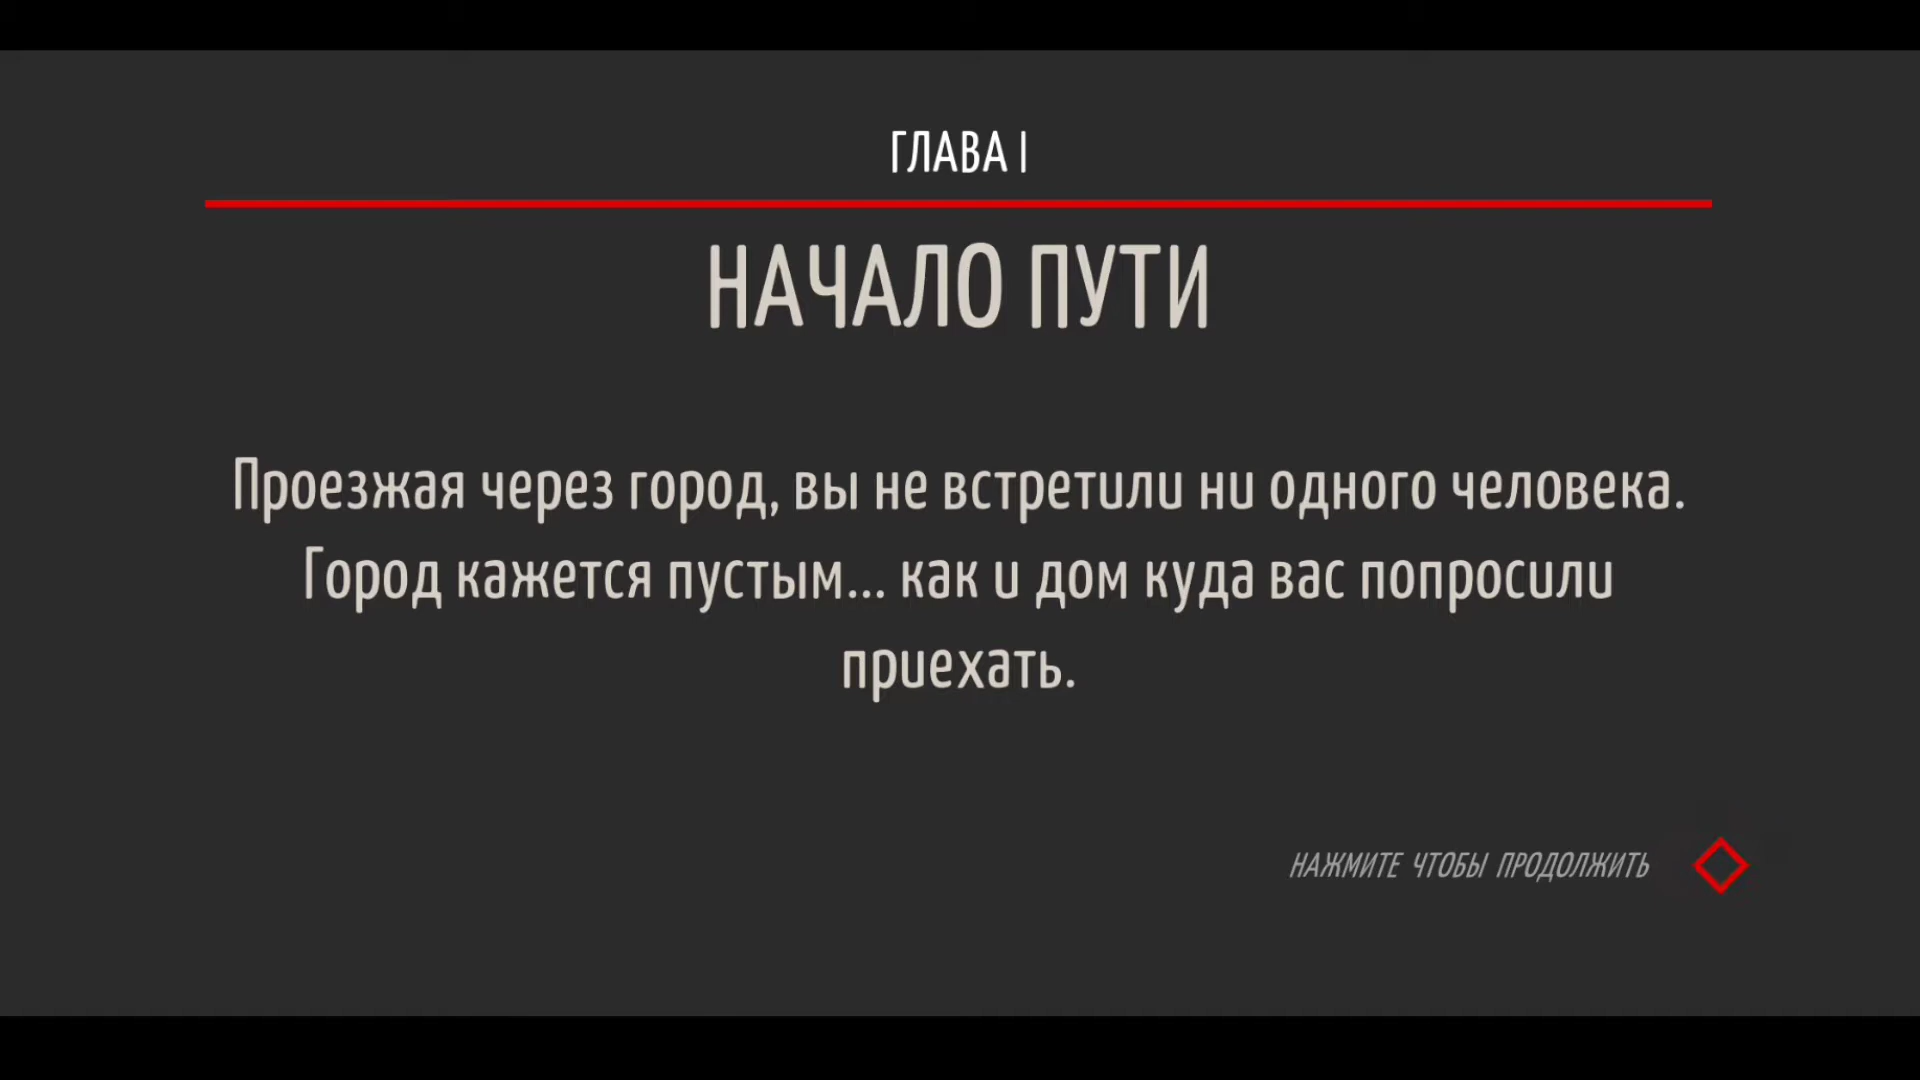 ГЛАВА I
НАЧАЛО ПУТИ
Проезжая через город, вы не встретили ни одного человека.
Город кажется пустым... как и дом куда вас попросили
приехать.
НАЖМИТЕ ЧТОБЫ ПРОДОЛЖИТЬ